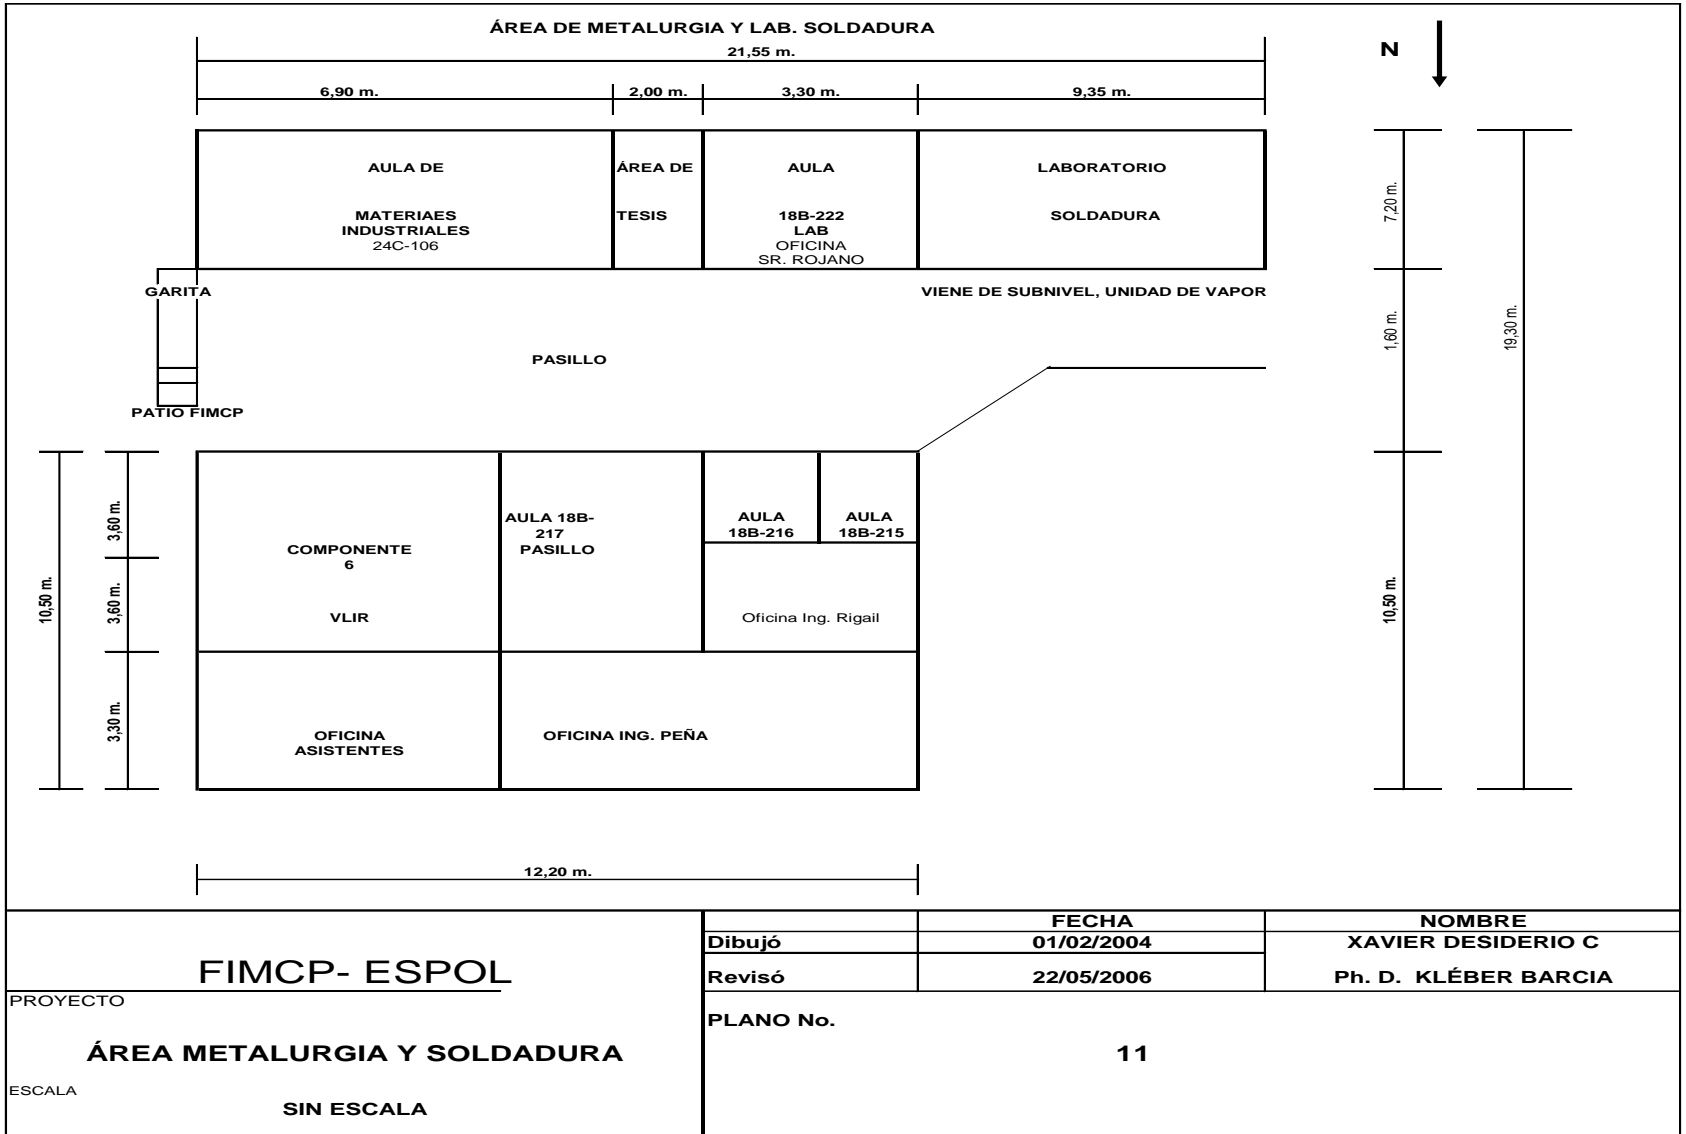 ÁREA DE METALURGIA Y LAB. SOLDADURA
21,55 m.
N
6,90 m.
2,00 m.
3,30 m.
9,35 m.
AULA DE
MATERIAES
INDUSTRIALES
24C-106
ÁREA DE
TESIS
AULA
18B-222
LAB
OFICINA
SR. ROJANO
LABORATORIO
SOLDADURA
7,20 m.
GARITA
VIENE DE SUBNIVEL, UNIDAD DE VAPOR
1,60 m.
19,30 m.
PASILLO
PATIO FIMCP
10,50 m.
3,60 m.
3,60 m.
3,30 m.
COMPONENTE
6
VLIR
AULA 18B-
217
PASILLO
AULA
18B-216
AULA
18B-215
Oficina Ing. Rigail
10,50 m.
OFICINA
ASISTENTES
OFICINA ING. PEÑA
12,20 m.
FECHA
NOMBRE
Dibujó
01/02/2004
XAVIER DESIDERIO C
FIMCP- ESPOL
Revisó
22/05/2006
Ph. D. KLÉBER BARCIA
PROYECTO
ÁREA METALURGIA Y SOLDADURA
PLANO No.
11
ESCALA
SIN ESCALA